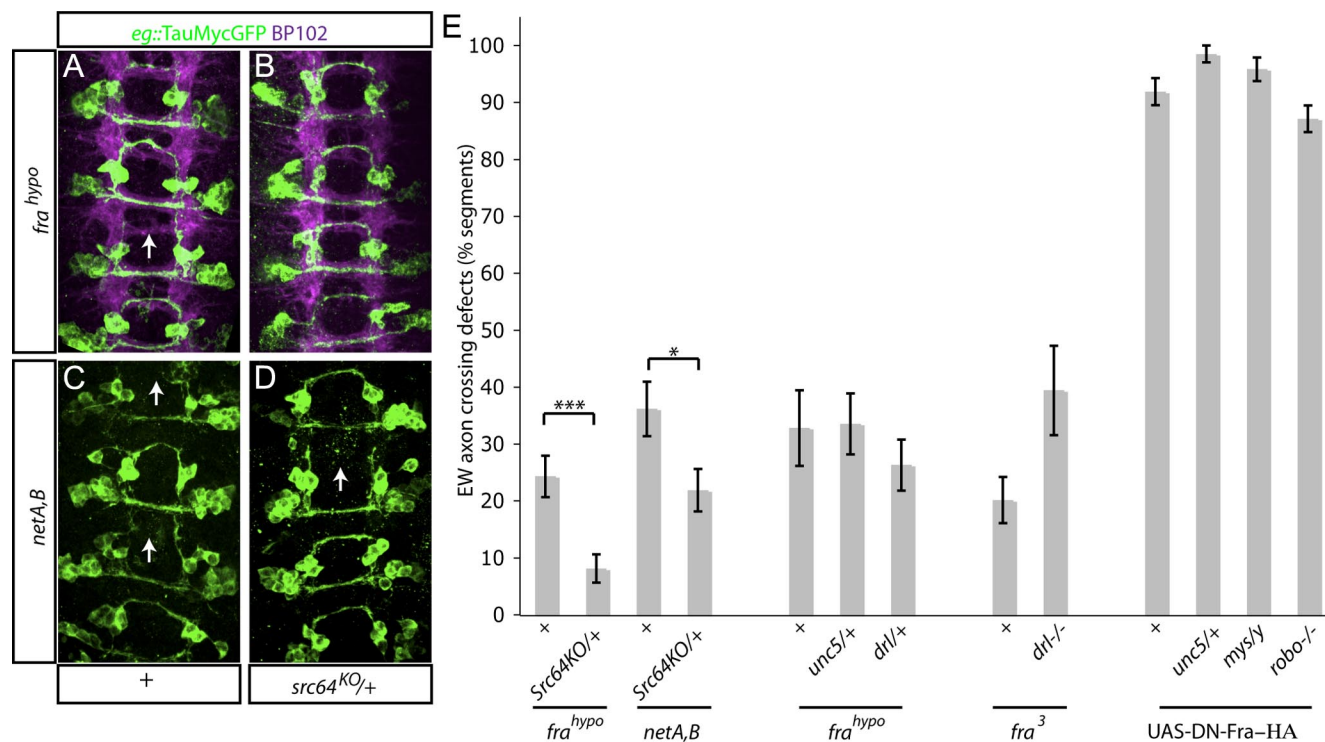 eg::TauMycGFP BP102
A
B
fra hypo
C
D
netA,B
+
src64KO/+
E
EW axon crossing defects (% segments)
100
90
80
70
60
50
40
30
20
10
0
***
*
+
Src64KO/+
+
Src64KO/+
+
unc5/+
drl/+
+
drl-/-
+
unc5/+
mys/y
robo-/-
fra hypo
netA,B
fra hypo
fra 3
UAS-DN-Fra-HA